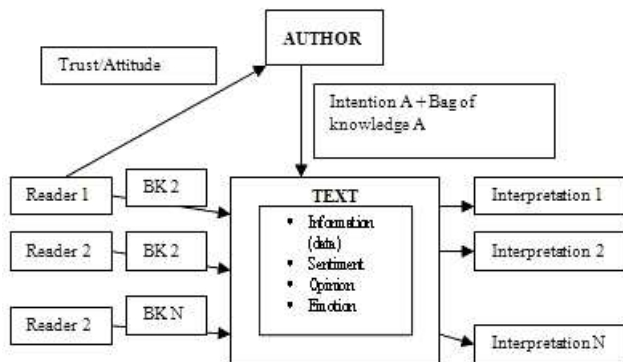 AUTHOR
Trust/Attitude
Intention A + Bag of
knowledge A
Reader 1
BK 2
TEXT
Interpretation 1
• Information
(data)
Reader 2
BK 2
• Sentiment
Interpretation 2
• Opinion
• Emotion
Reader 2
BK N
Interpretation N